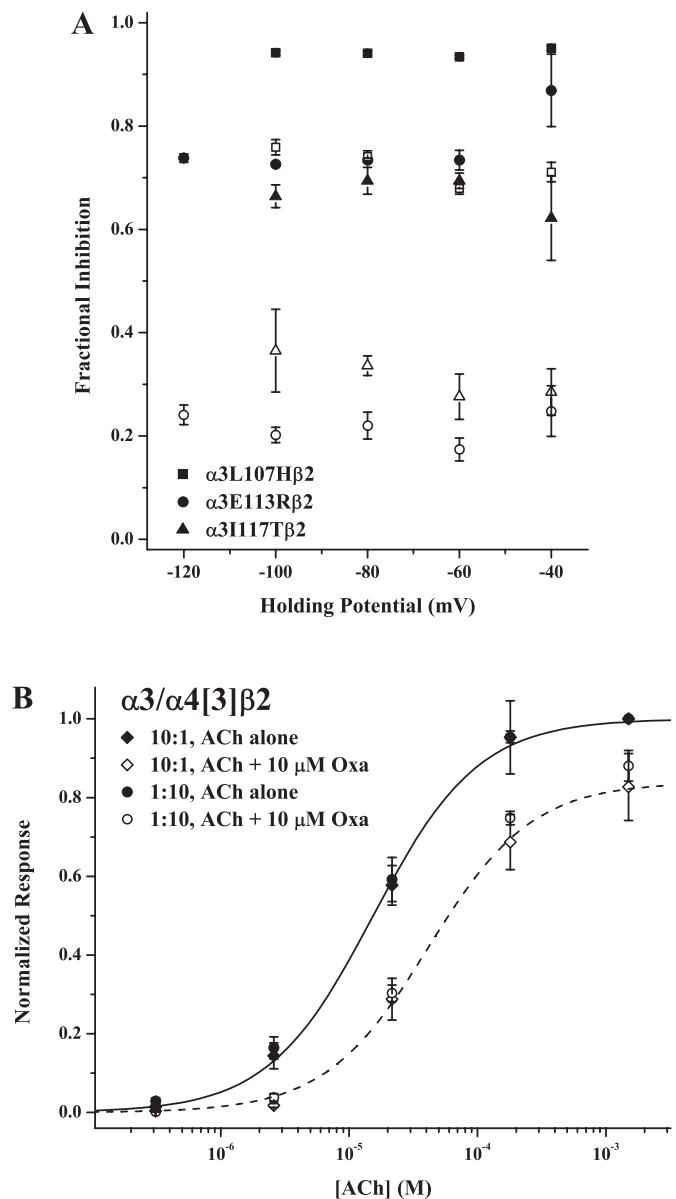 A
1.0
0.8
0.6
0.4
0.2
0.0
Fractional Inhibition
α3L107Hβ2
α3E113Rβ2
α3I117Tβ2
-120 -100 -80 -60 -40
Holding Potential (mV)
B
α3/α4[3]β2
10:1, ACh alone
10:1, ACh + 10 μM Oxa
1:10, ACh alone
1:10, ACh + 10 μM Oxa
1.0
0.8
0.6
0.4
0.2
0.0
Normalized Response
10⁻⁶ 10⁻⁵ 10⁻⁴ 10⁻³
[ACh] (M)